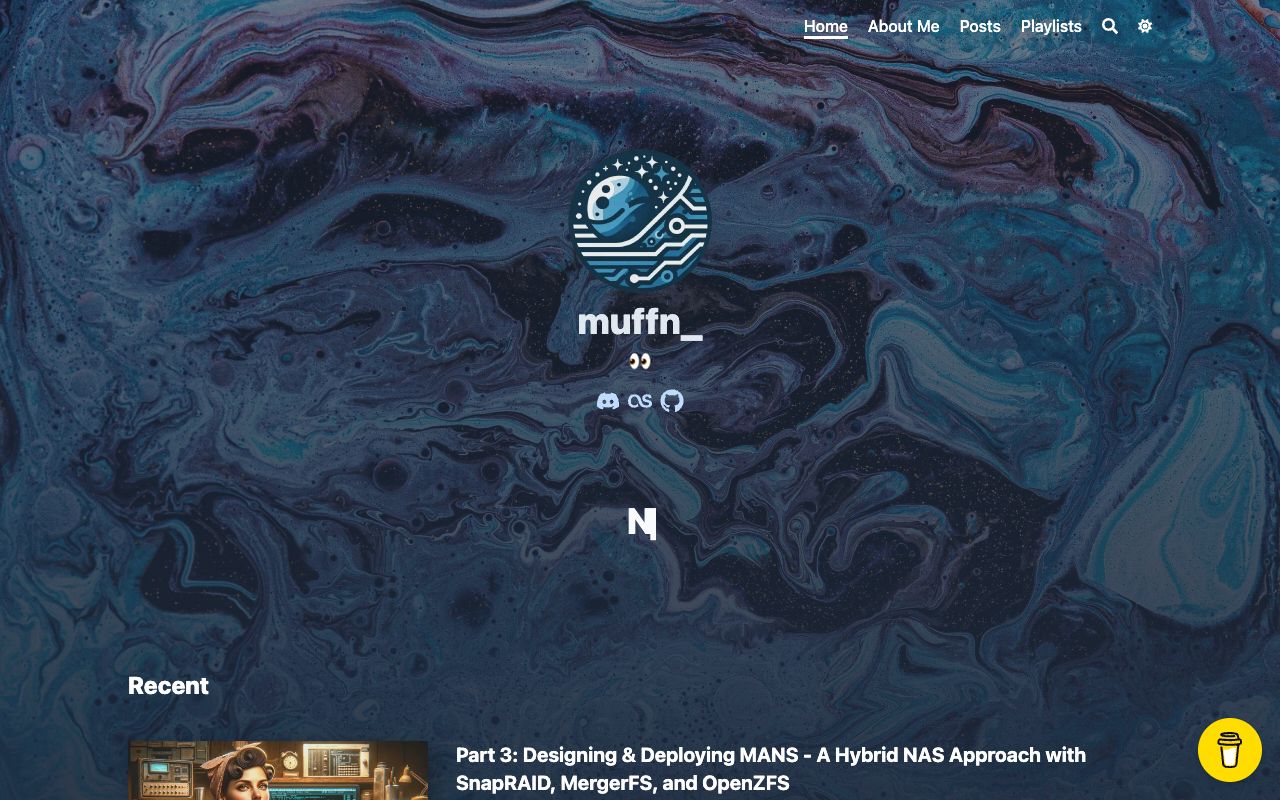 Home About Me Posts Playlists
muffn_
N
Recent
Part 3: Designing & Deploying MANS - A Hybrid NAS Approach with
SnapRAID, MergerFS, and OpenZFS